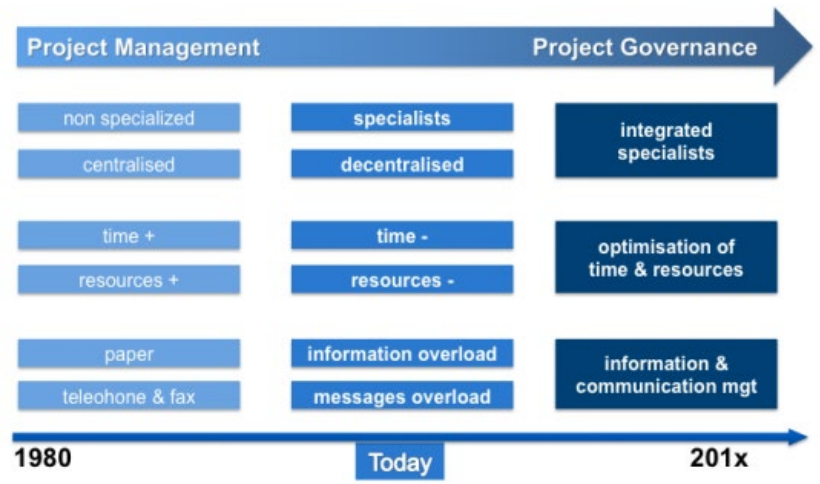 Project Management
Project Governance
non specialized
specialists
integrated
specialists
centralised
decentralised
time +
time -
optimisation of
time & resources
resources +
resources -
paper
information overload
information &
communication mgt
teleohone & fax
messages overload
1980
Today
201x